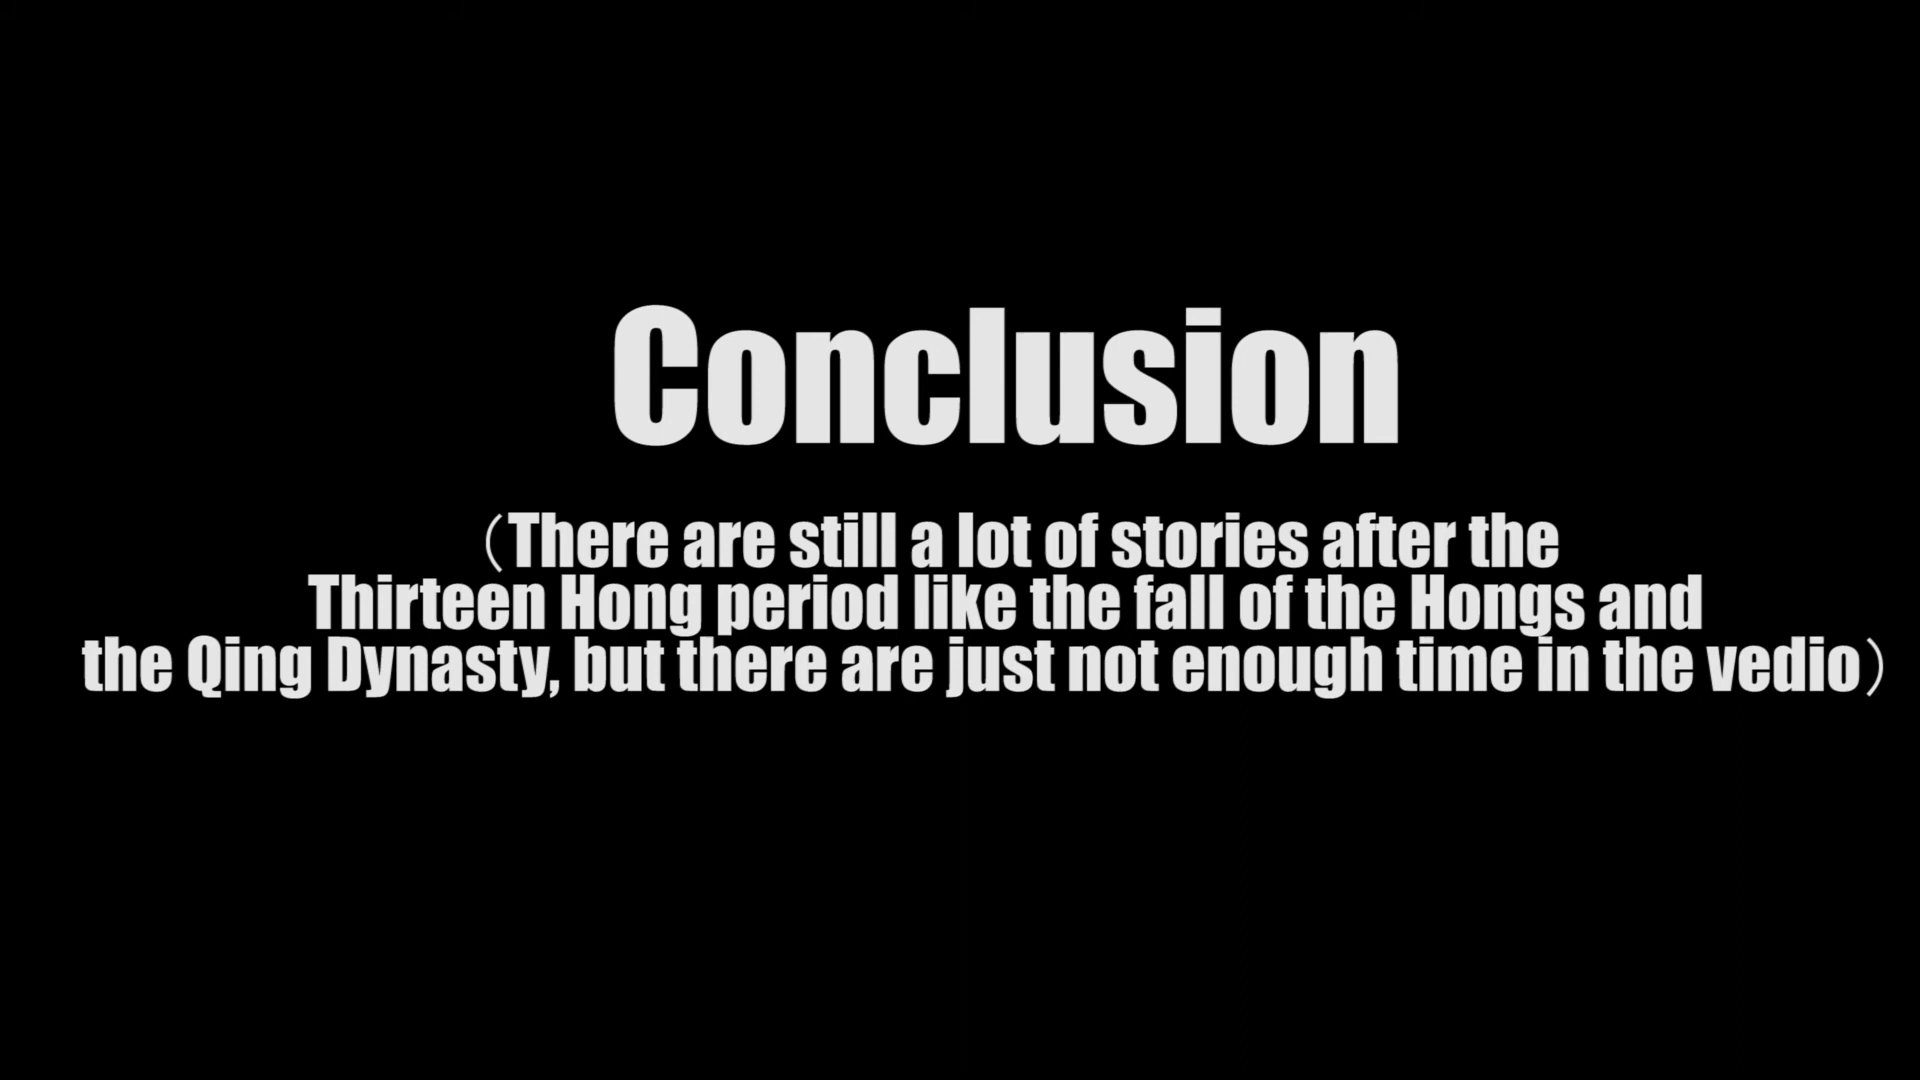 Conclusion
（There are still a lot of stories after the
Thirteen Hong period like the fall of the Hongs and
the Qing Dynasty, but there are just not enough time in the vedio）